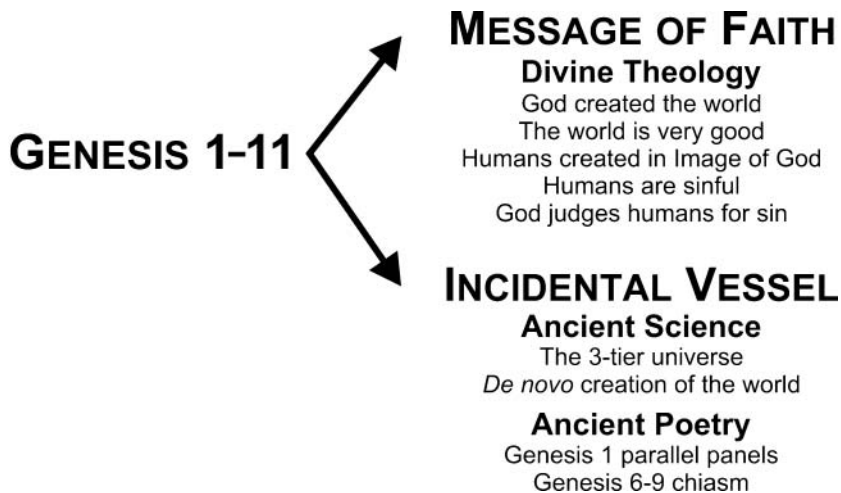 GENESIS 1–11
MESSAGE OF FAITH
Divine Theology
God created the world
The world is very good
Humans created in Image of God
Humans are sinful
God judges humans for sin
INCIDENTAL VESSEL
Ancient Science
The 3-tier universe
De novo creation of the world
Ancient Poetry
Genesis 1 parallel panels
Genesis 6-9 chiasm